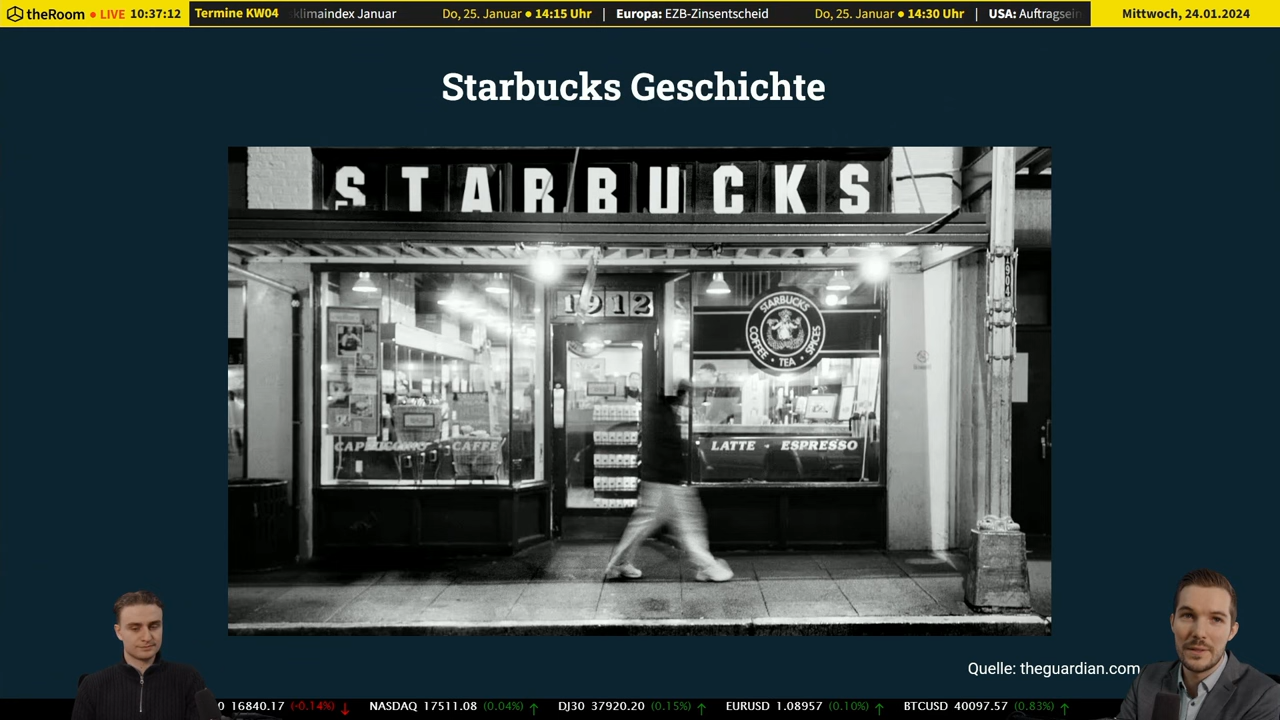 theRoom ● LIVE 10:37:12
Termine KW04
klimaindex Januar
Do, 25. Januar ● 14:15 Uhr | Europa: EZB-Zinsentscheid
Do, 25. Januar ● 14:30 Uhr | USA: Auftragsein
Mittwoch, 24.01.2024
Starbucks Geschichte
STARBUCKS
1912
STARBUCKS
COFFEE • TEA • SPICES
CAPPUCCINO CAFFE
LATTE ESPRESSO
Quelle: theguardian.com
0 16840.17 (-0.14%) ↓ NASDAQ 17511.08 (0.04%) ↑ DJ30 37920.20 (0.15%) ↑ EURUSD 1.08957 (0.10%) ↑ BTCUSD 40097.57 (0.83%) ↑